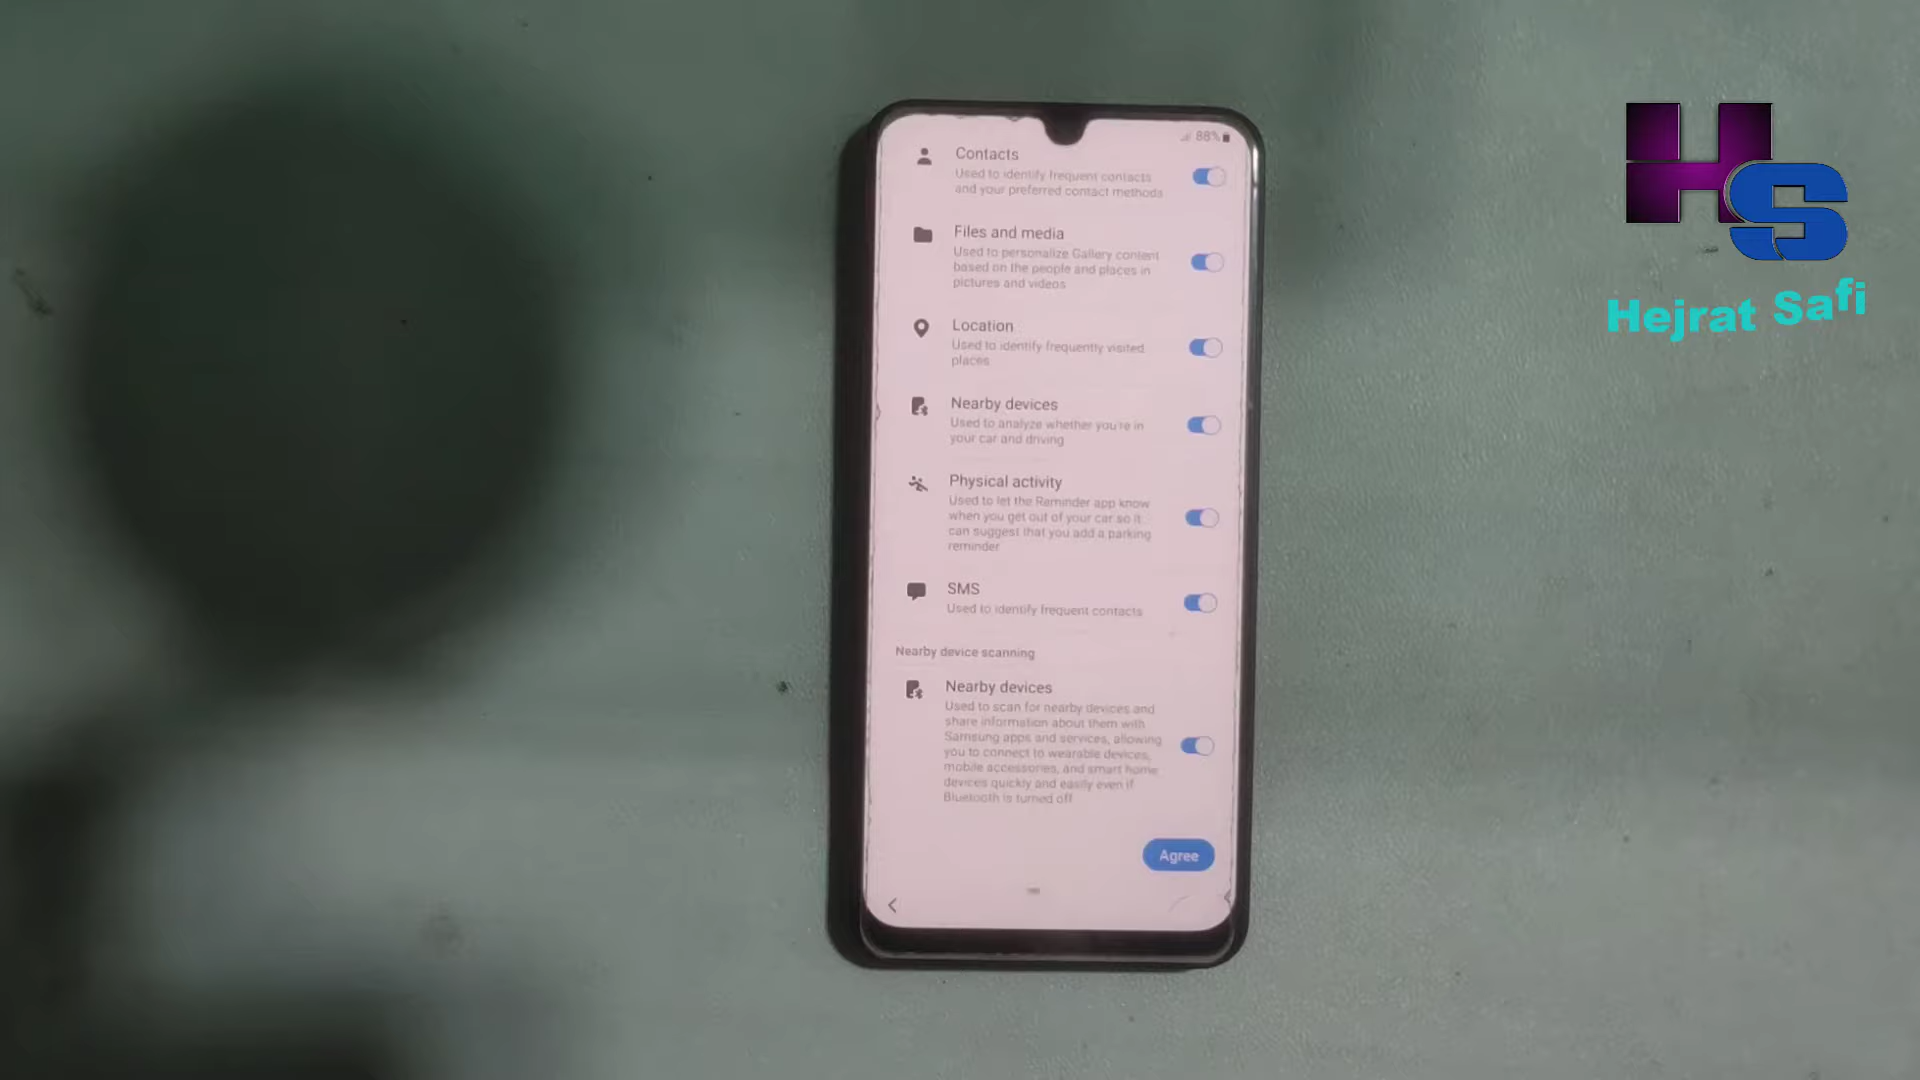 88%
Contacts
Used to identify frequent contacts
and your preferred contact methods
Files and media
Used to personalize Gallery content
based on the people and places in
pictures and videos
Location
Used to identify frequently visited
places
Nearby devices
Used to analyze whether you're in
your car and driving
Physical activity
Used to let the Reminder app know
when you get out of your car so it
can suggest that you add a parking
reminder
SMS
Used to identify frequent contacts
Nearby device scanning
Nearby devices
Used to scan for nearby devices and
share information about them with
Samsung apps and services, allowing
you to connect to wearable devices,
mobile accessories, and smart home
devices quickly and easily even if
Bluetooth is turned off
Agree
HS
Hejrat Safi